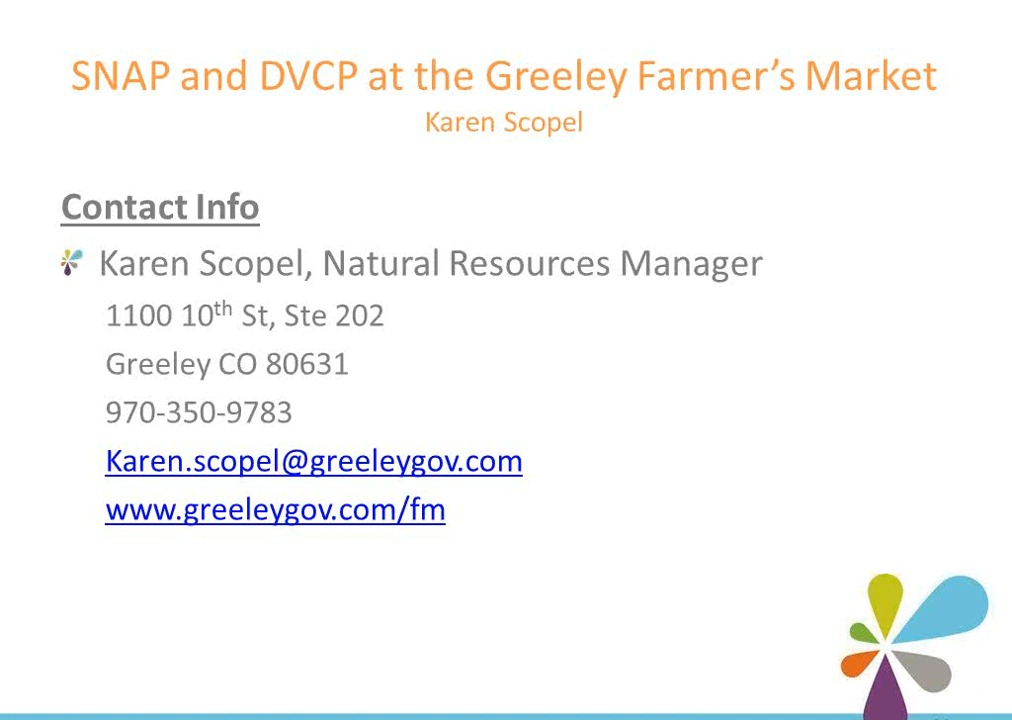 SNAP and DVCP at the Greeley Farmer’s Market
Karen Scopel
Contact Info
Karen Scopel, Natural Resources Manager
1100 10th St, Ste 202
Greeley CO 80631
970-350-9783
Karen.scopel@greeleygov.com
www.greeleygov.com/fm